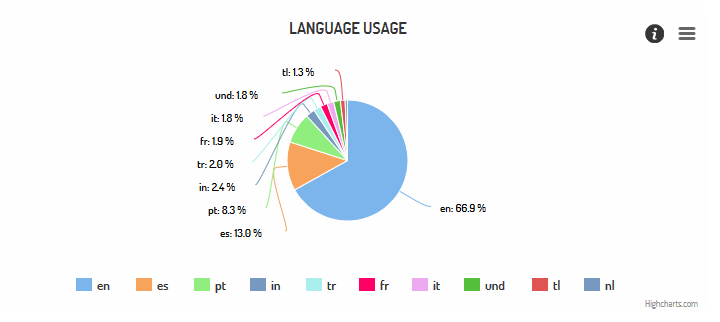 LANGUAGE USAGE
tl: 1.3 %
und: 1.8 %
it: 1.8 %
fr: 1.9 %
tr: 2.0 %
in: 2.4 %
pt: 8.3 %
es: 13.0 %
en: 66.9 %
en es pt in tr fr it und tl nl
Highcharts.com